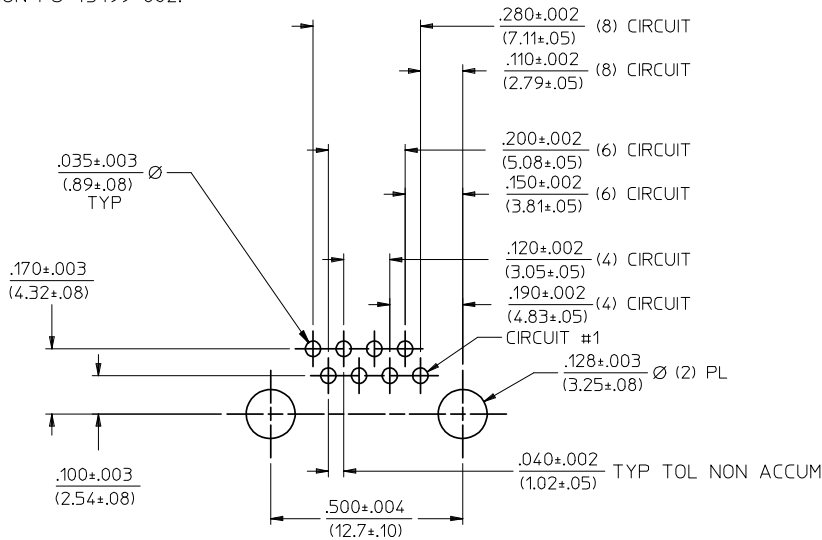 .280±.002 (8) CIRCUIT
(7.11±.05)
.110±.002 (8) CIRCUIT
(2.79±.05)
.200±.002 (6) CIRCUIT
(5.08±.05)
.035±.003 Ø
(.89±.08)
TYP
.150±.002 (6) CIRCUIT
(3.81±.05)
.120±.002 (4) CIRCUIT
(3.05±.05)
.170±.003
(4.32±.08)
.190±.002 (4) CIRCUIT
(4.83±.05)
CIRCUIT #1
.128±.003 Ø (2) PL
(3.25±.08)
.040±.002 TYP TOL NON ACCUM
(1.02±.05)
.100±.003
(2.54±.08)
.500±.004
(12.7±.10)